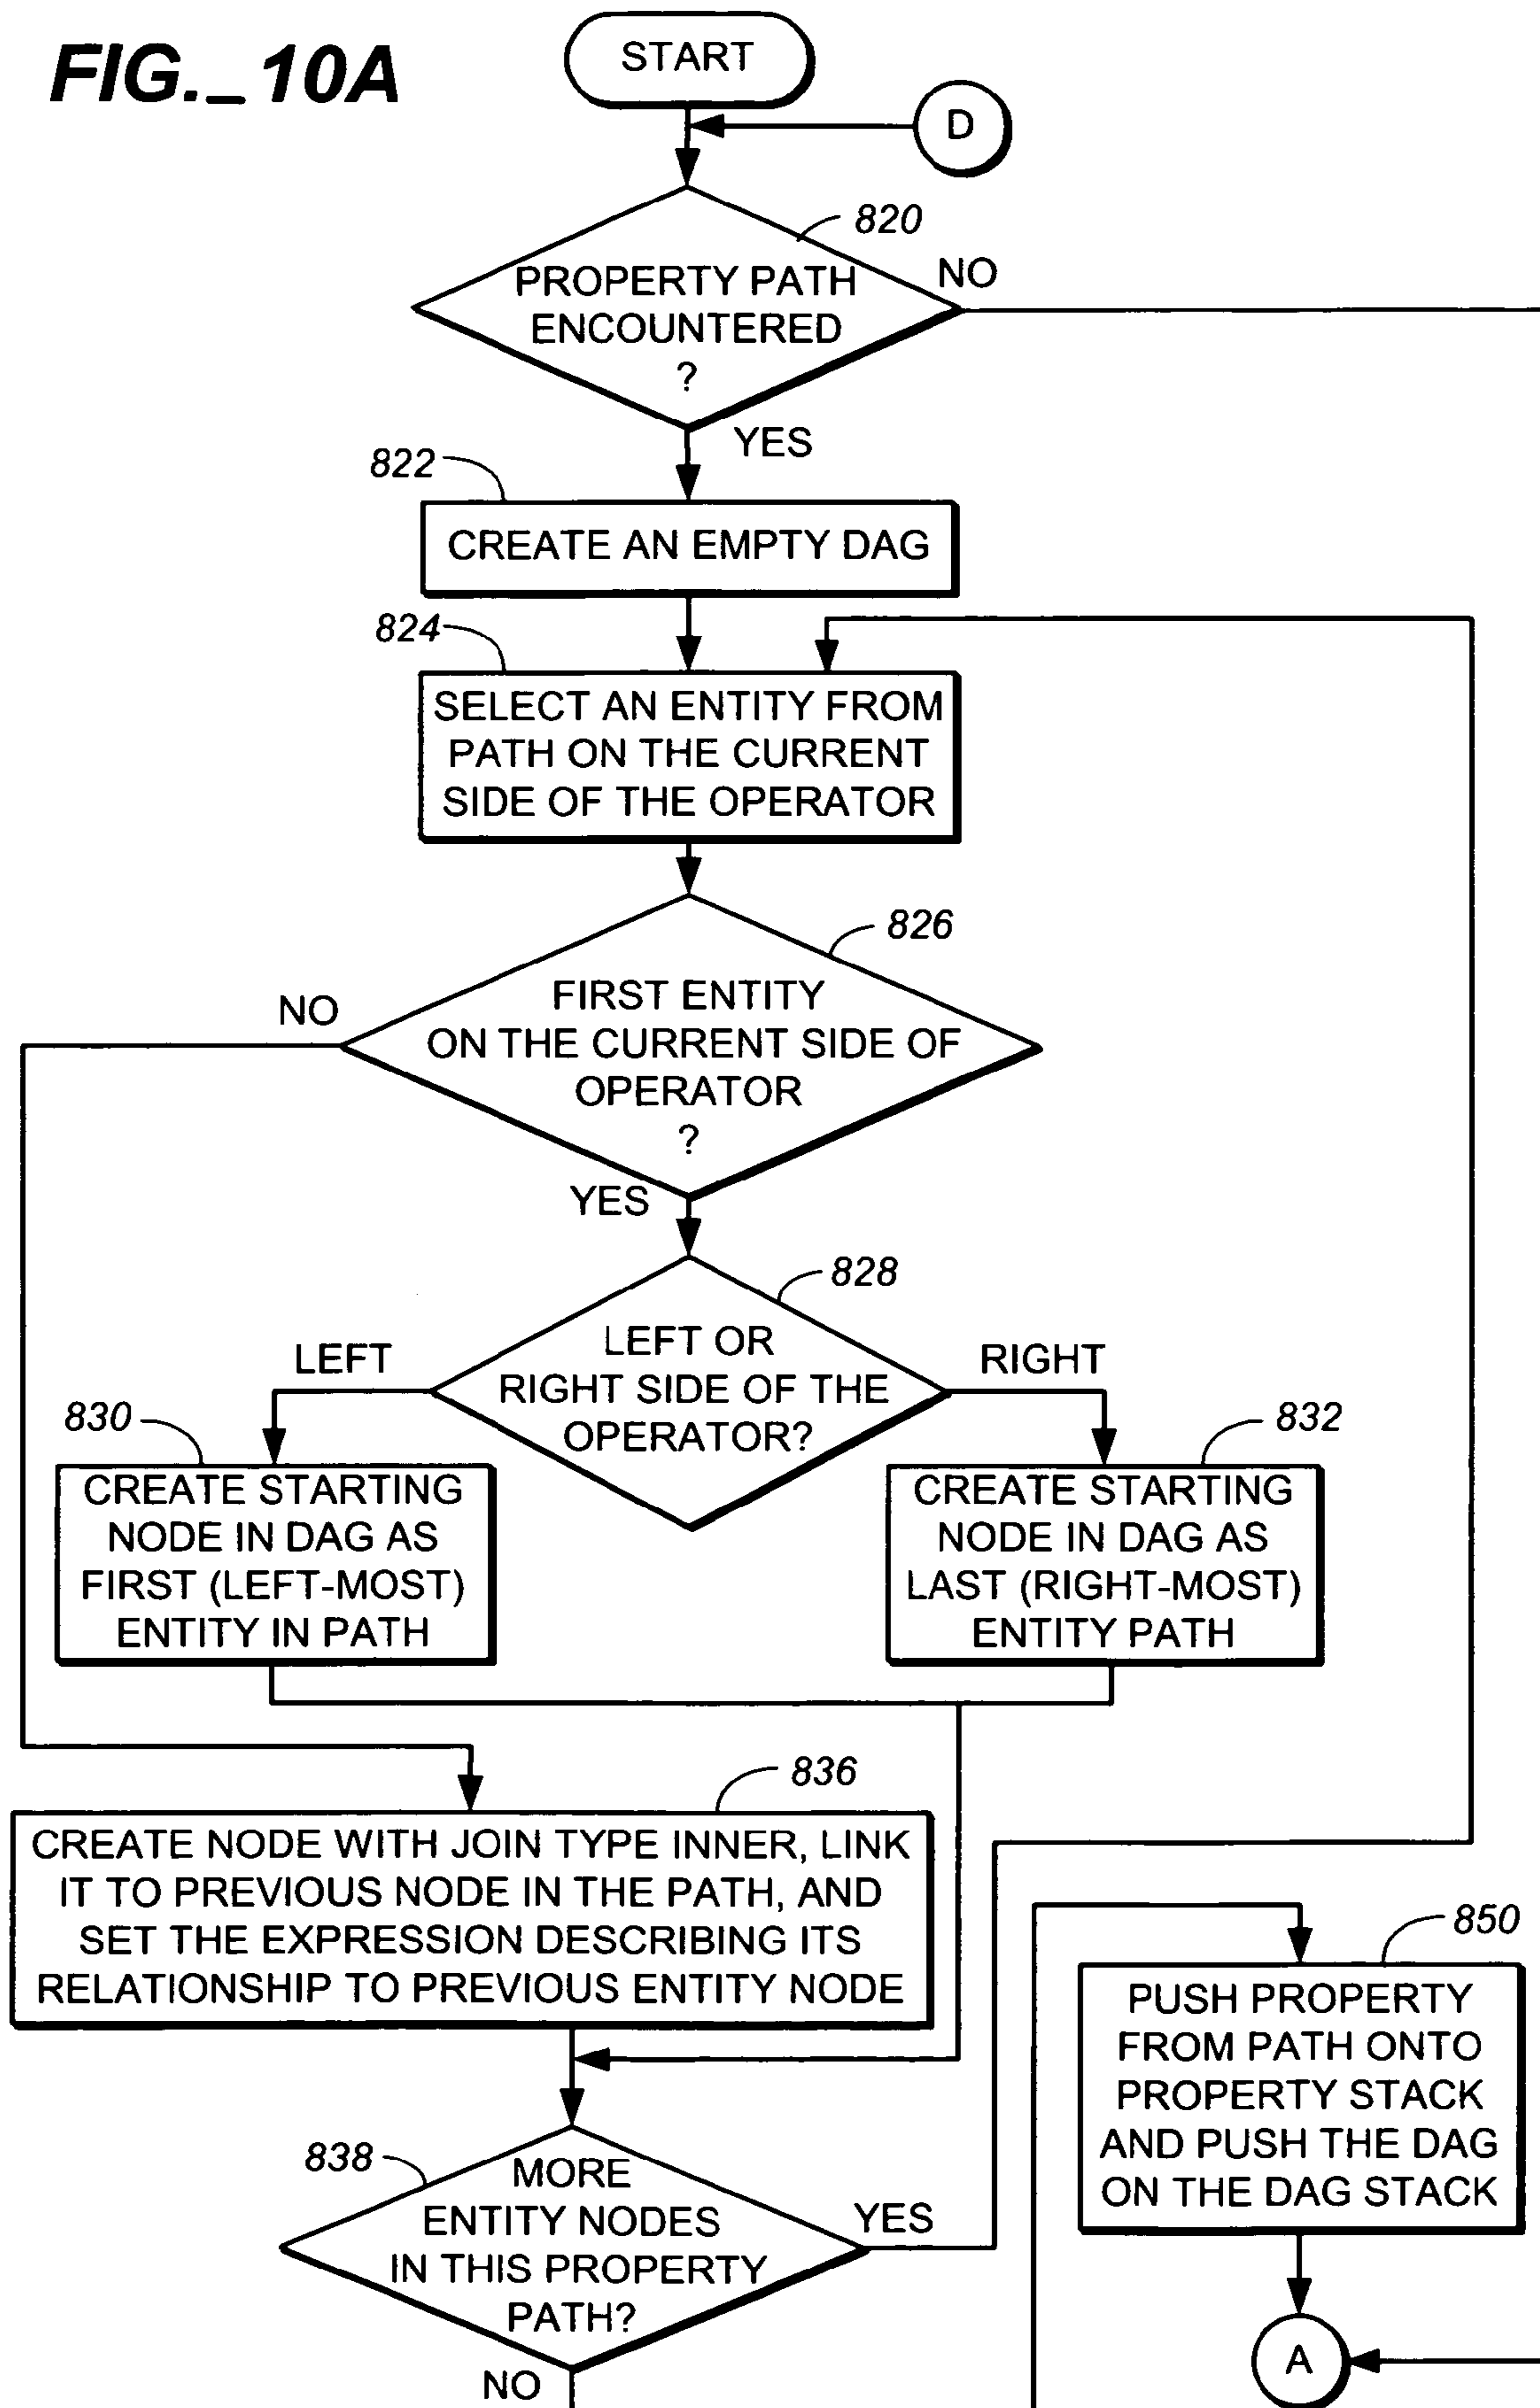 FIG._10A
START
D
820
PROPERTY PATH
ENCOUNTERED
?
NO
YES
822
CREATE AN EMPTY DAG
824
SELECT AN ENTITY FROM
PATH ON THE CURRENT
SIDE OF THE OPERATOR
826
FIRST ENTITY
ON THE CURRENT SIDE OF
OPERATOR
?
NO
YES
828
LEFT OR
RIGHT SIDE OF THE
OPERATOR?
LEFT
RIGHT
830
CREATE STARTING
NODE IN DAG AS
FIRST (LEFT-MOST)
ENTITY IN PATH
832
CREATE STARTING
NODE IN DAG AS
LAST (RIGHT-MOST)
ENTITY PATH
836
CREATE NODE WITH JOIN TYPE INNER, LINK
IT TO PREVIOUS NODE IN THE PATH, AND
SET THE EXPRESSION DESCRIBING ITS
RELATIONSHIP TO PREVIOUS ENTITY NODE
838
MORE
ENTITY NODES
IN THIS PROPERTY
PATH?
YES
NO
850
PUSH PROPERTY
FROM PATH ONTO
PROPERTY STACK
AND PUSH THE DAG
ON THE DAG STACK
A